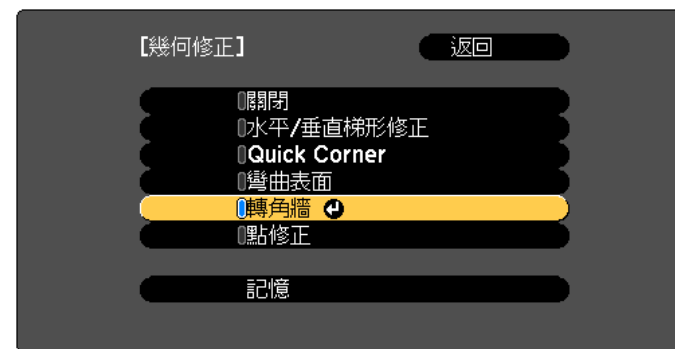 【幾何修正】 返回
關閉
水平/垂直梯形修正
Quick Corner
彎曲表面
轉角牆
點修正
記憶